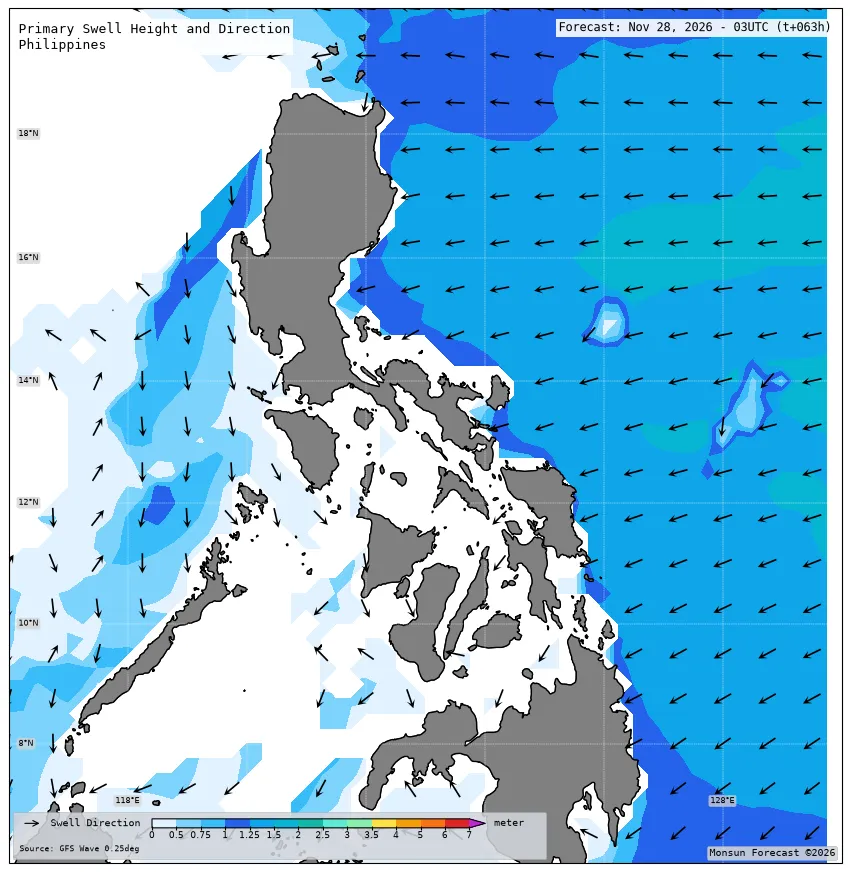 Primary Swell Height and Direction
Philippines
Forecast: Nov 28, 2026 - 03UTC (t+063h)
18°N
16°N
14°N
12°N
10°N
8°N
118°E
128°E
Swell Direction
0 0.5 0.75 1 1.25 1.5 2 2.5 3 3.5 4 5 6 7
meter
Source: GFS Wave 0.25deg
Monsun Forecast ©2026